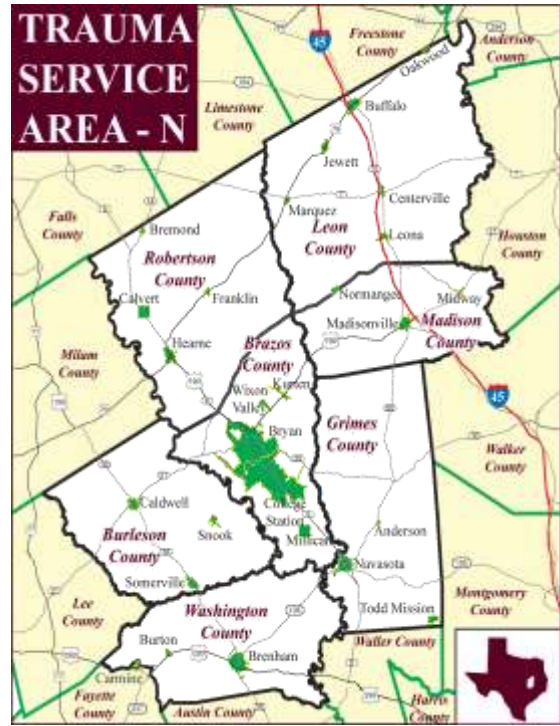 TRAUMA
SERVICE
AREA - N
Freestone
County
Anderson
County
45
Oakwood
Limestone
County
Buffalo
Jewett
Centerville
Marquez
Falls
County
Bremond
Leon
County
Leona
Houston
County
Robertson
County
Normangee
Midway
Calvert
Franklin
Madisonville
Madison
County
Hearne
Brazos
County
Milam
County
Wixon
Valley
Kurten
45
Grimes
County
Bryan
Walker
County
Caldwell
College
Station
Snook
Millican
Anderson
Burleson
County
Navasota
Somerville
Montgomery
County
Lee
County
Washington
County
Todd Mission
Burton
Waller County
Brenham
Carmine
Fayette
County
Austin County
Harris
County